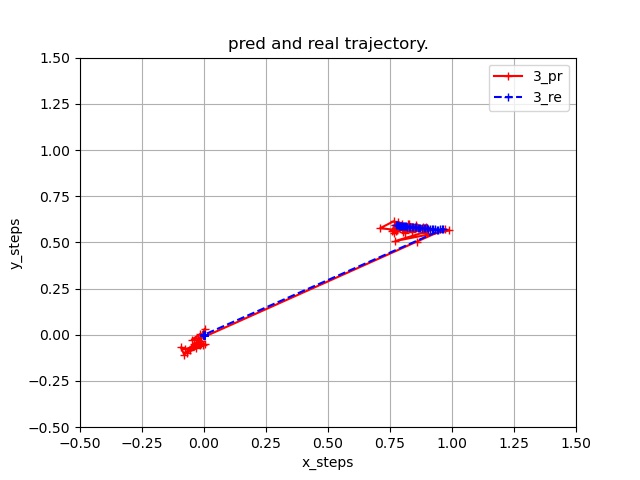 pred and real trajectory.
3_pr
3_re
1.50
1.25
1.00
0.75
0.50
0.25
0.00
−0.25
−0.50
y_steps
−0.50 −0.25 0.00 0.25 0.50 0.75 1.00 1.25 1.50
x_steps